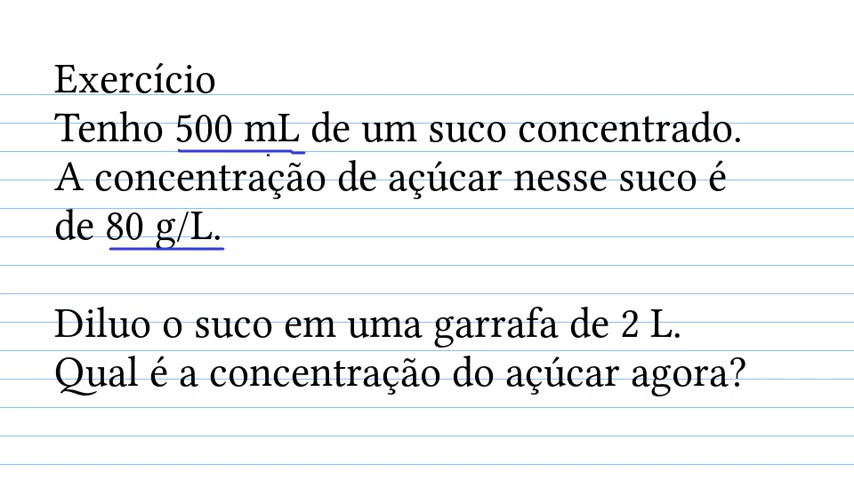 Exercício
Tenho 500 mL de um suco concentrado.
A concentração de açúcar nesse suco é
de 80 g/L.
Diluo o suco em uma garrafa de 2 L.
Qual é a concentração do açúcar agora?